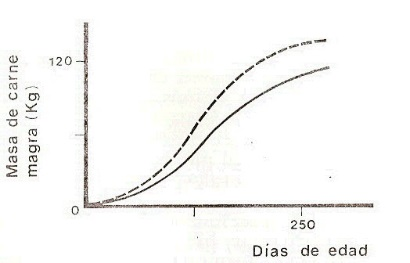 Masa de carne
magra (Kg)
120
0
250
Días de edad